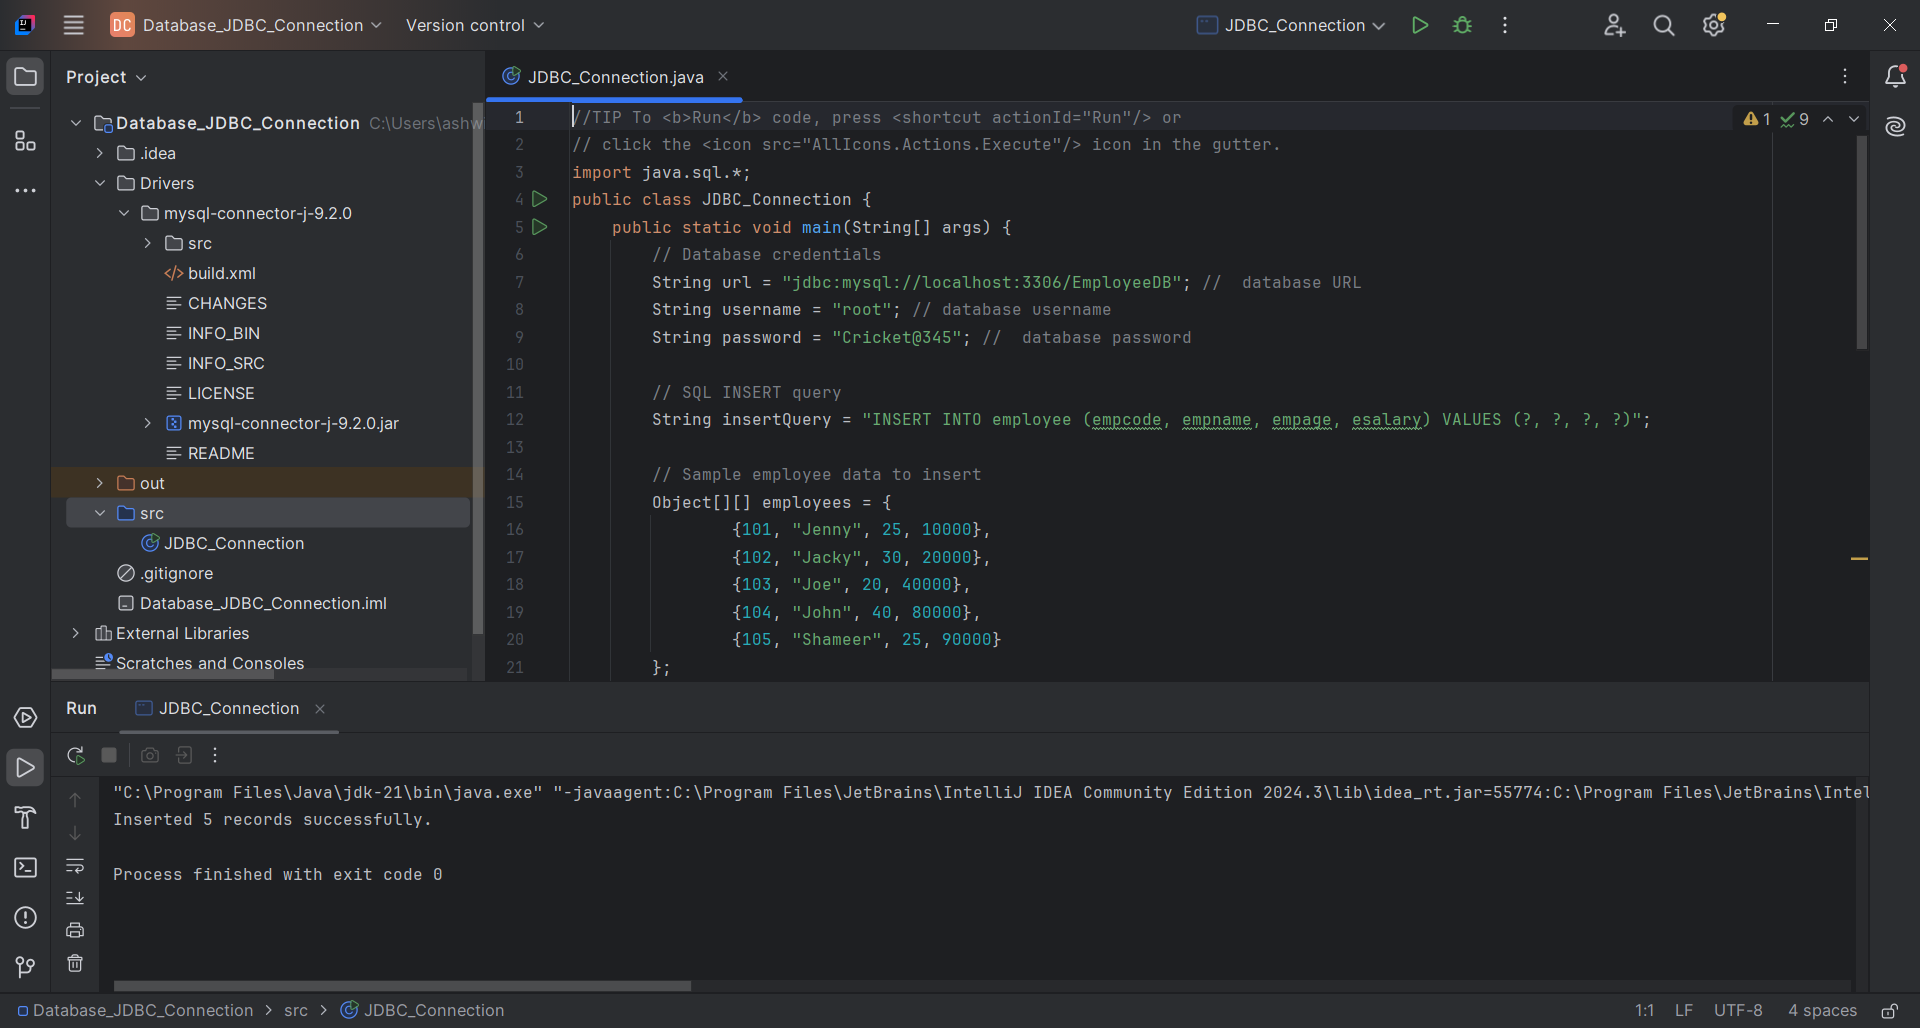 DC Database_JDBC_Connection Version control JDBC_Connection
Project
Database_JDBC_Connection C:\Users\ashw
.idea
Drivers
mysql-connector-j-9.2.0
src
build.xml
CHANGES
INFO_BIN
INFO_SRC
LICENSE
mysql-connector-j-9.2.0.jar
README
out
src
JDBC_Connection
.gitignore
Database_JDBC_Connection.iml
External Libraries
Scratches and Consoles
JDBC_Connection.java
1 //TIP To <b>Run</b> code, press <shortcut actionId="Run"/> or
2 // click the <icon src="AllIcons.Actions.Execute"/> icon in the gutter.
3 import java.sql.*;
4 public class JDBC_Connection {
5 public static void main(String[] args) {
6 // Database credentials
7 String url = "jdbc:mysql://localhost:3306/EmployeeDB"; //  database URL
8 String username = "root"; // database username
9 String password = "Cricket@345"; //  database password
10
11 // SQL INSERT query
12 String insertQuery = "INSERT INTO employee (empcode, empname, empage, esalary) VALUES (?, ?, ?, ?)";
13
14 // Sample employee data to insert
15 Object[][] employees = {
16 {101, "Jenny", 25, 10000},
17 {102, "Jacky", 30, 20000},
18 {103, "Joe", 20, 40000},
19 {104, "John", 40, 80000},
20 {105, "Shameer", 25, 90000}
21 };
1 9
Run JDBC_Connection
"C:\Program Files\Java\jdk-21\bin\java.exe" "-javaagent:C:\Program Files\JetBrains\IntelliJ IDEA Community Edition 2024.3\lib\idea_rt.jar=55774:C:\Program Files\JetBrains\Intel
Inserted 5 records successfully.
Process finished with exit code 0
Database_JDBC_Connection > src > JDBC_Connection 1:1 LF UTF-8 4 spaces